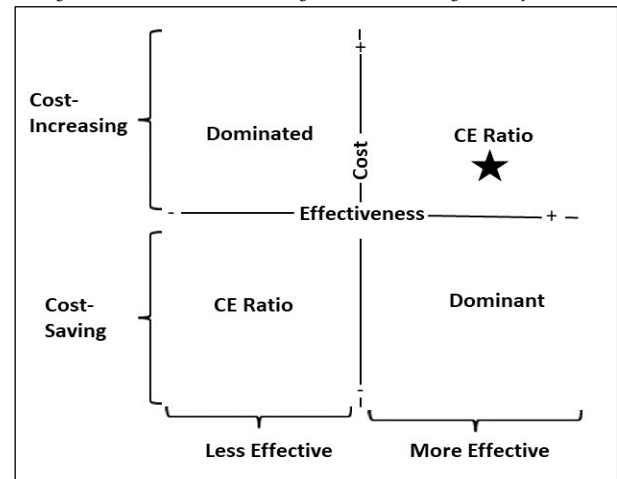 +
Cost-
Increasing
Dominated
Cost
CE Ratio
- Effectiveness + –
Cost-
Saving
CE Ratio
Dominant
-
Less Effective
More Effective